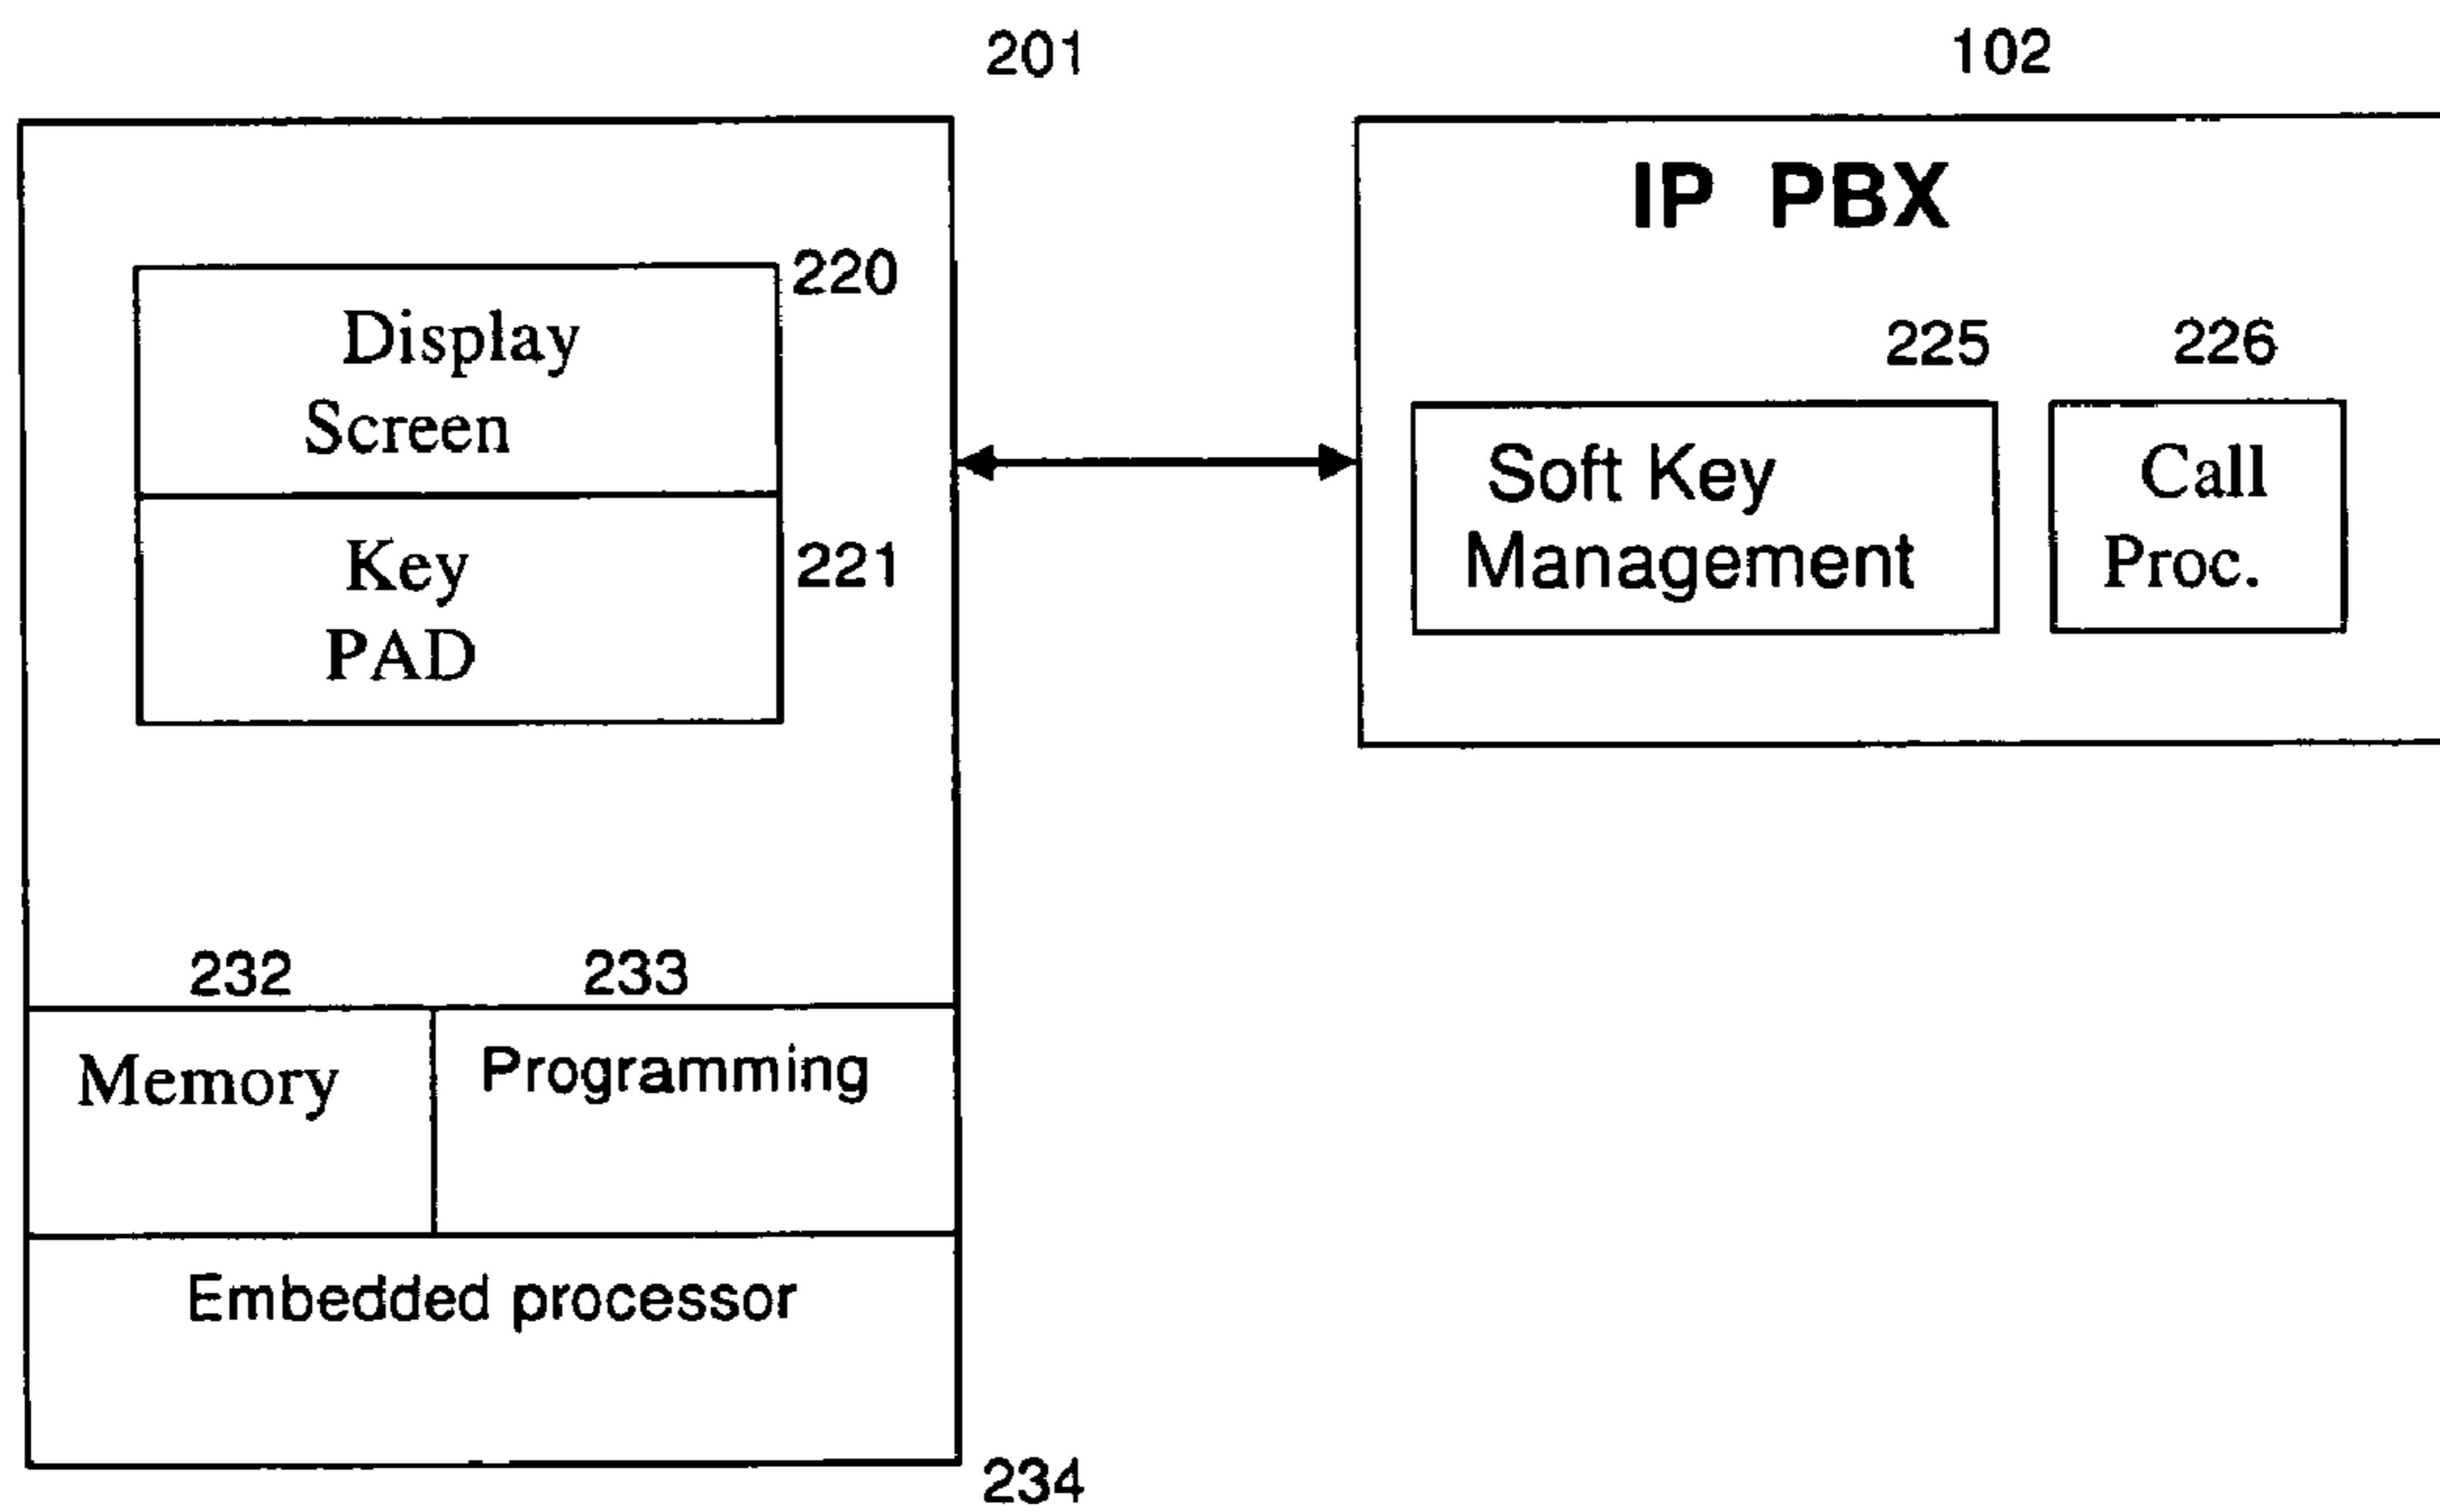 201
102
IP PBX
220
Display
Screen
225
226
Soft Key
Management
Call
Proc.
Key
PAD
221
232
233
Memory
Programming
Embedded processor
234